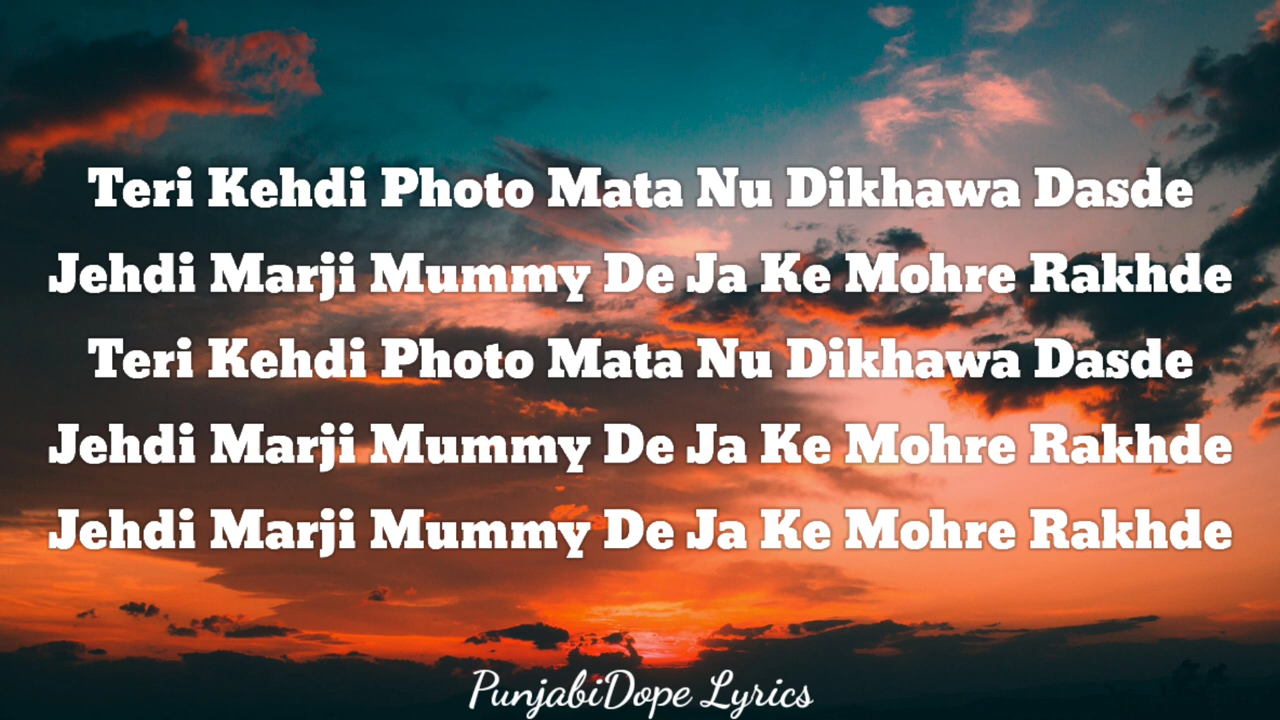 Teri Kehdi Photo Mata Nu Dikhawa Dasde
Jehdi Marji Mummy De Ja Ke Mohre Rakhde
Teri Kehdi Photo Mata Nu Dikhawa Dasde
Jehdi Marji Mummy De Ja Ke Mohre Rakhde
Jehdi Marji Mummy De Ja Ke Mohre Rakhde
PunjabiDope Lyrics